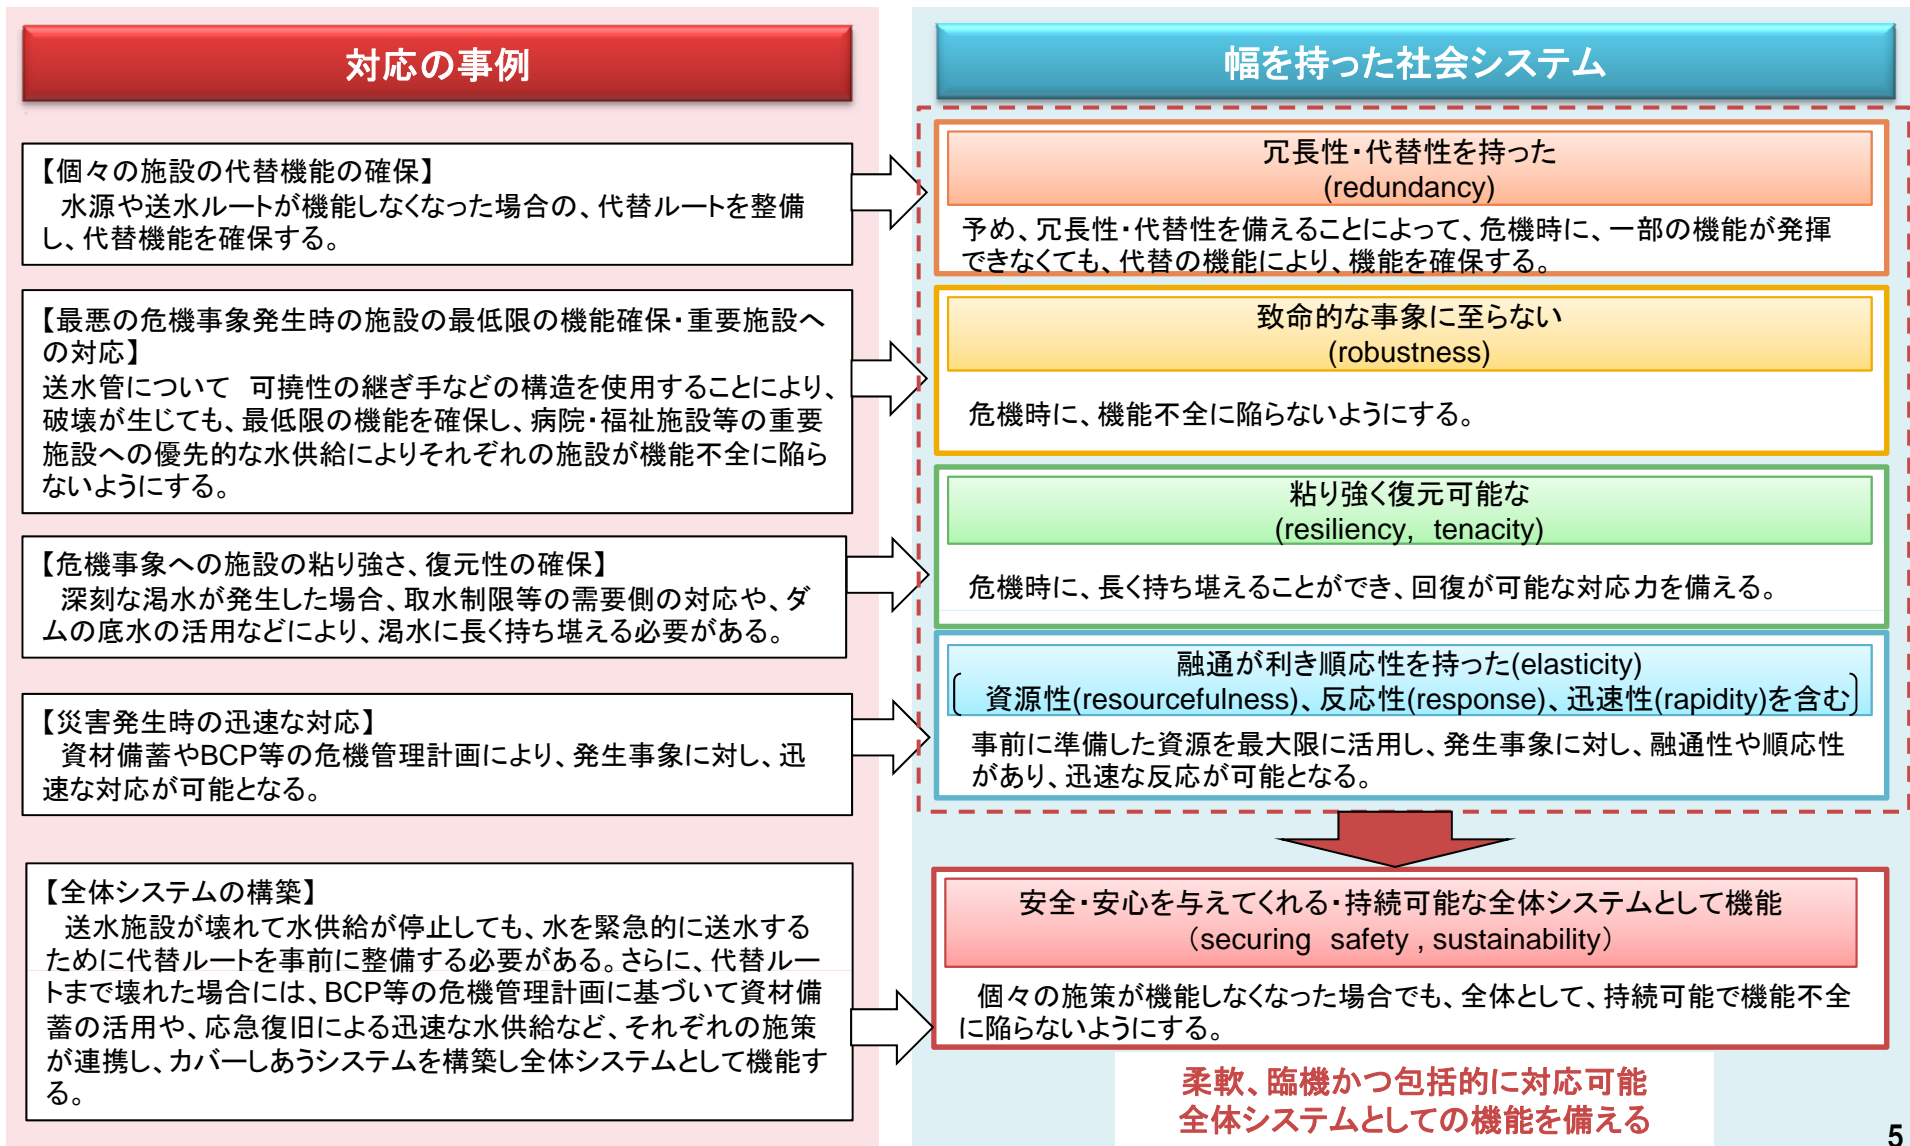 対応の事例
【個々の施設の代替機能の確保】
水源や送水ルートが機能しなくなった場合の、代替ルートを整備
し、代替機能を確保する。
【最悪の危機事象発生時の施設の最低限の機能確保・重要施設へ
の対応】
送水管について 可撓性の継ぎ手などの構造を使用することにより、
破壊が生じても、最低限の機能を確保し、病院・福祉施設等の重要
施設への優先的な水供給によりそれぞれの施設が機能不全に陥ら
ないようにする。
【危機事象への施設の粘り強さ、復元性の確保】
深刻な渇水が発生した場合、取水制限等の需要側の対応や、ダ
ムの底水の活用などにより、渇水に長く持ち堪える必要がある。
【災害発生時の迅速な対応】
資材備蓄やBCP等の危機管理計画により、発生事象に対し、迅
速な対応が可能となる。
【全体システムの構築】
送水施設が壊れて水供給が停止しても、水を緊急的に送水する
ために代替ルートを事前に整備する必要がある。さらに、代替ルー
トまで壊れた場合には、BCP等の危機管理計画に基づいて資材備
蓄の活用や、応急復旧による迅速な水供給など、それぞれの施策
が連携し、カバーしあうシステムを構築し全体システムとして機能す
る。
幅を持った社会システム
冗長性・代替性を持った
(redundancy)
予め、冗長性・代替性を備えることによって、危機時に、一部の機能が発揮
できなくても、代替の機能により、機能を確保する。
致命的な事象に至らない
(robustness)
危機時に、機能不全に陥らないようにする。
粘り強く復元可能な
(resiliency, tenacity)
危機時に、長く持ち堪えることができ、回復が可能な対応力を備える。
融通が利き順応性を持った(elasticity)
資源性(resourcefulness)、反応性(response)、迅速性(rapidity)を含む
事前に準備した資源を最大限に活用し、発生事象に対し、融通性や順応性
があり、迅速な反応が可能となる。
安全・安心を与えてくれる・持続可能な全体システムとして機能
（securing safety , sustainability）
個々の施策が機能しなくなった場合でも、全体として、持続可能で機能不全
に陥らないようにする。
柔軟、臨機かつ包括的に対応可能
全体システムとしての機能を備える
5